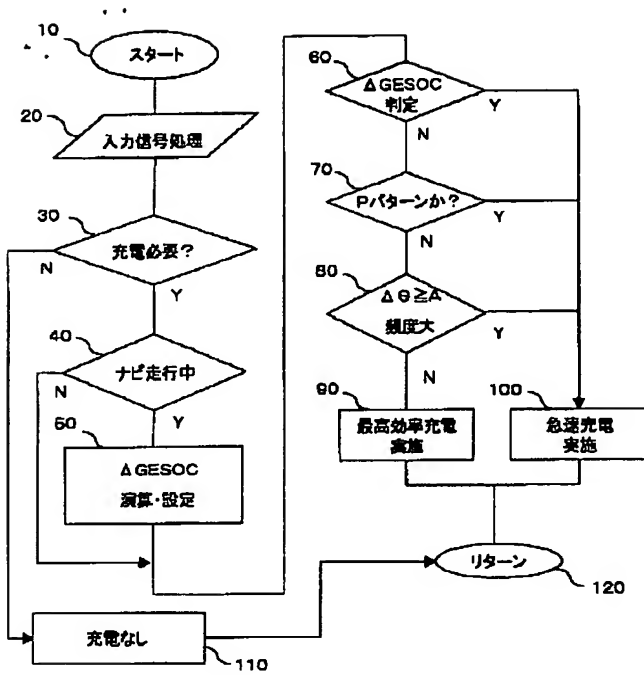 10
スタート
20
入力信号処理
30
充電必要?
N
Y
40
ナビ走行中
N
Y
50
ΔGESOC
演算・設定
充電なし
110
60
ΔGESOC
判定
Y
N
70
Pパターンか?
Y
N
80
Δθ≧A
頻度大
Y
N
90
最高効率充電
実施
100
急速充電
実施
リターン
120